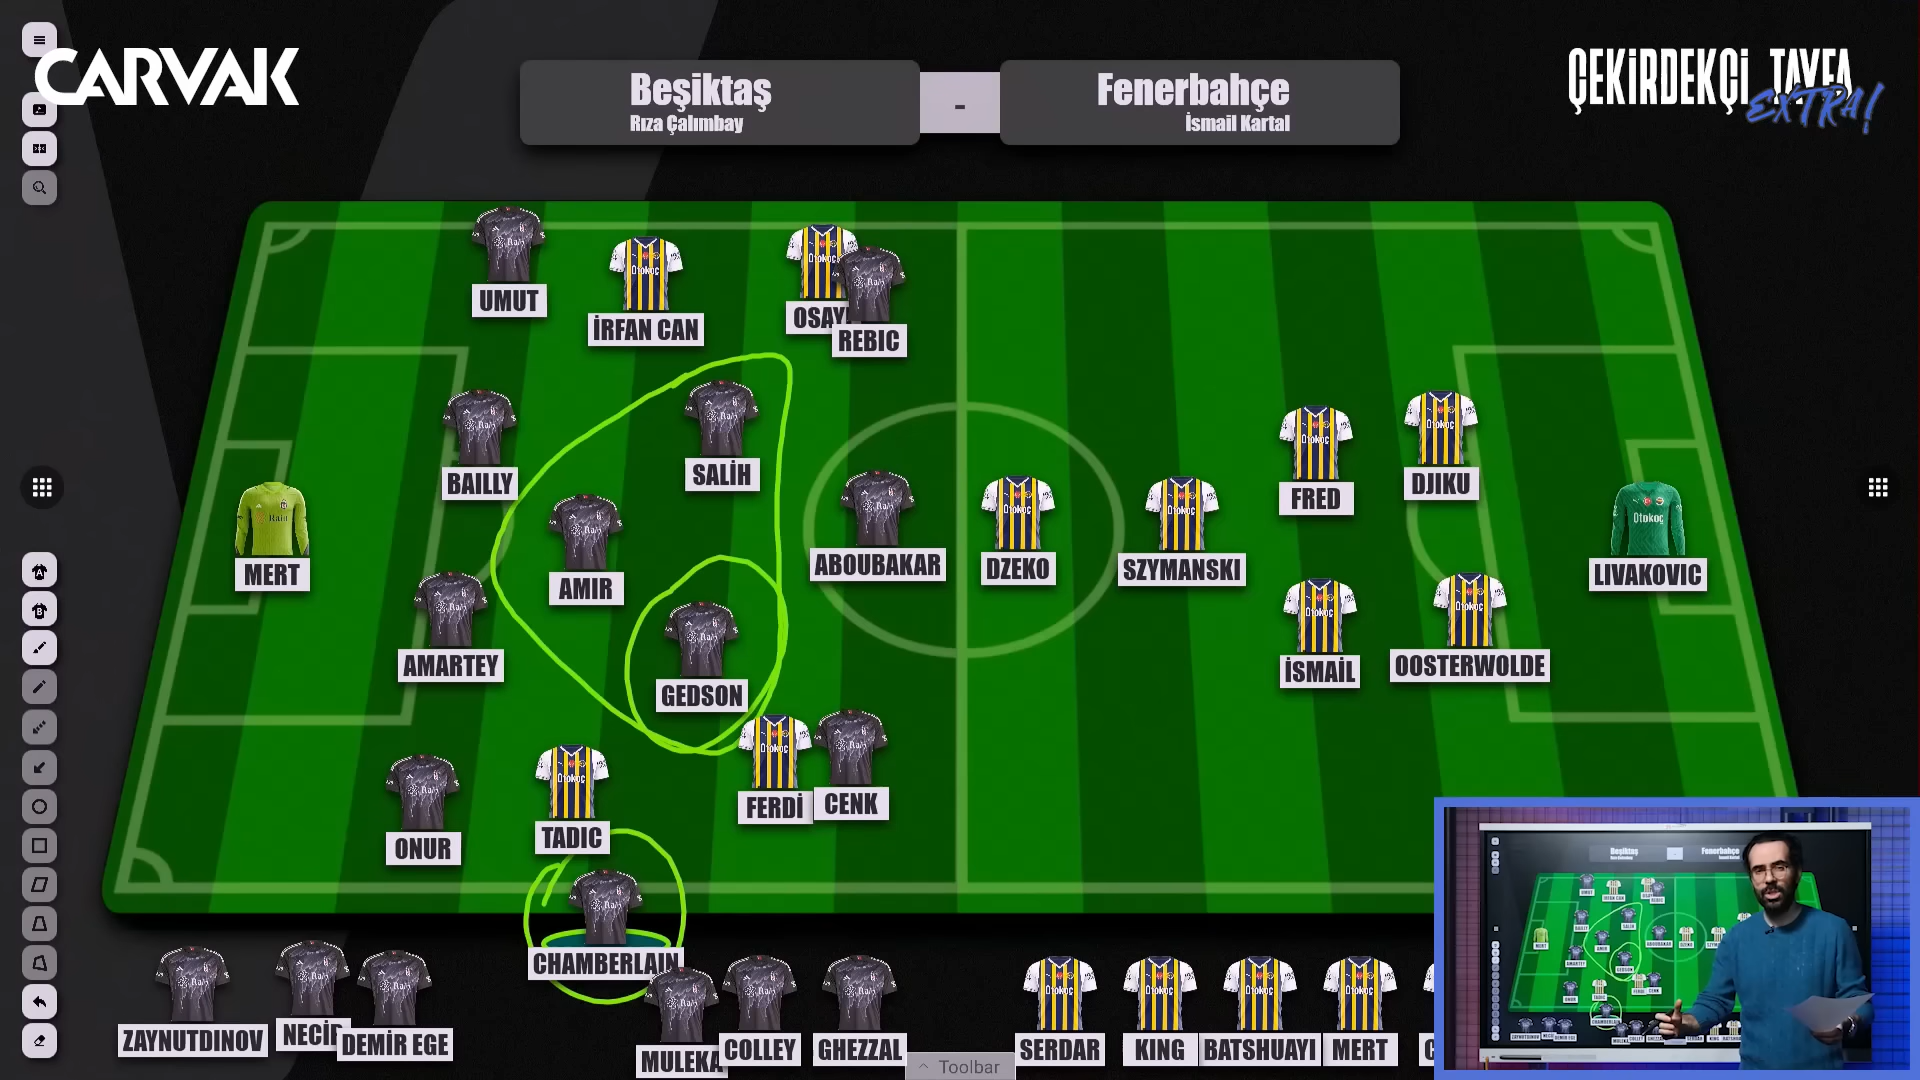 CARVAK
Beşiktaş
Rıza Çalımbay
-
Fenerbahçe
İsmail Kartal
ÇEKİRDEKÇİ TAYFA
EXTRA!
UMUT
İRFAN CAN
REBIC
BAILLY
SALİH
FRED
DJIKU
MERT
AMIR
ABOUBAKAR
DZEKO
SZYMANSKI
LIVAKOVIC
AMARTEY
GEDSON
İSMAİL
OOSTERWOLDE
ONUR
TADIC
FERDİ
CENK
CHAMBERLAIN
ZAYNUTDINOV
DEMİR EGE
MULEKA
COLLEY
GHEZZAL
SERDAR
KING
BATSHUAYI
MERT
Toolbar